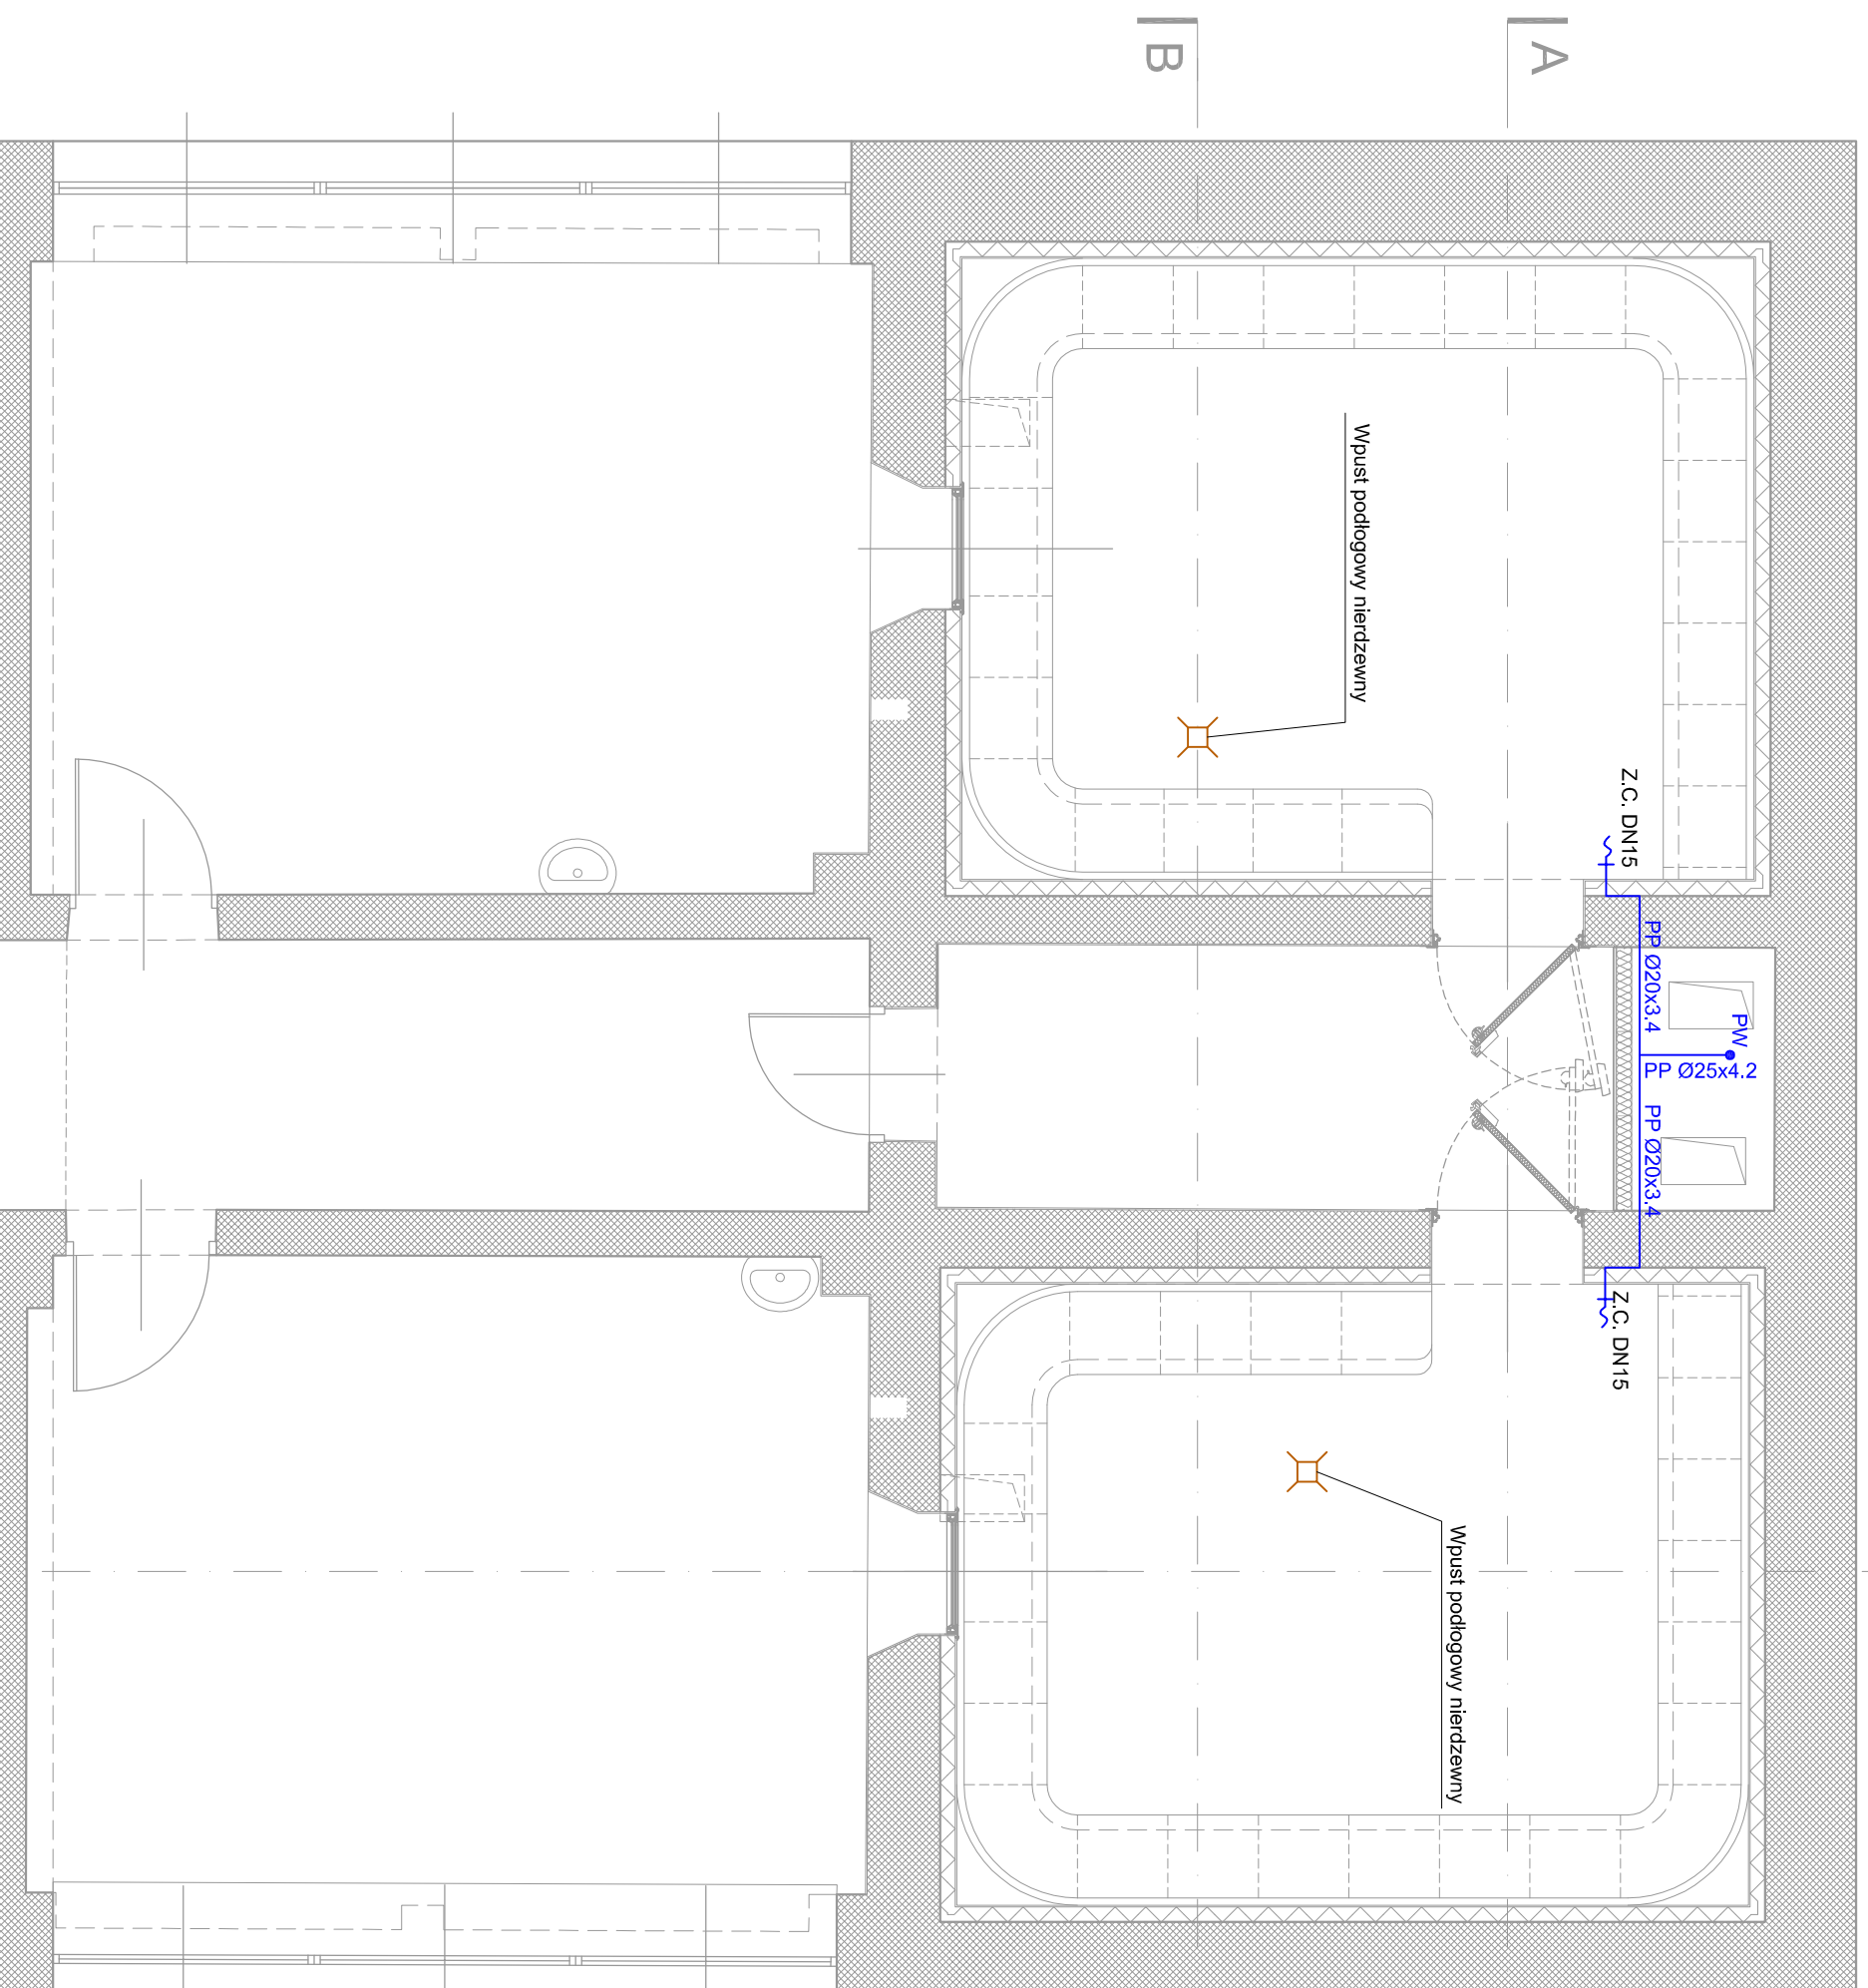 A
B
Wpust podłogowy nierdzewny
Z.C. DN15
PP Ø20x3.4
PW
PP Ø25x4.2
PP Ø20x3.4
Z.C. DN15
Wpust podłogowy nierdzewny